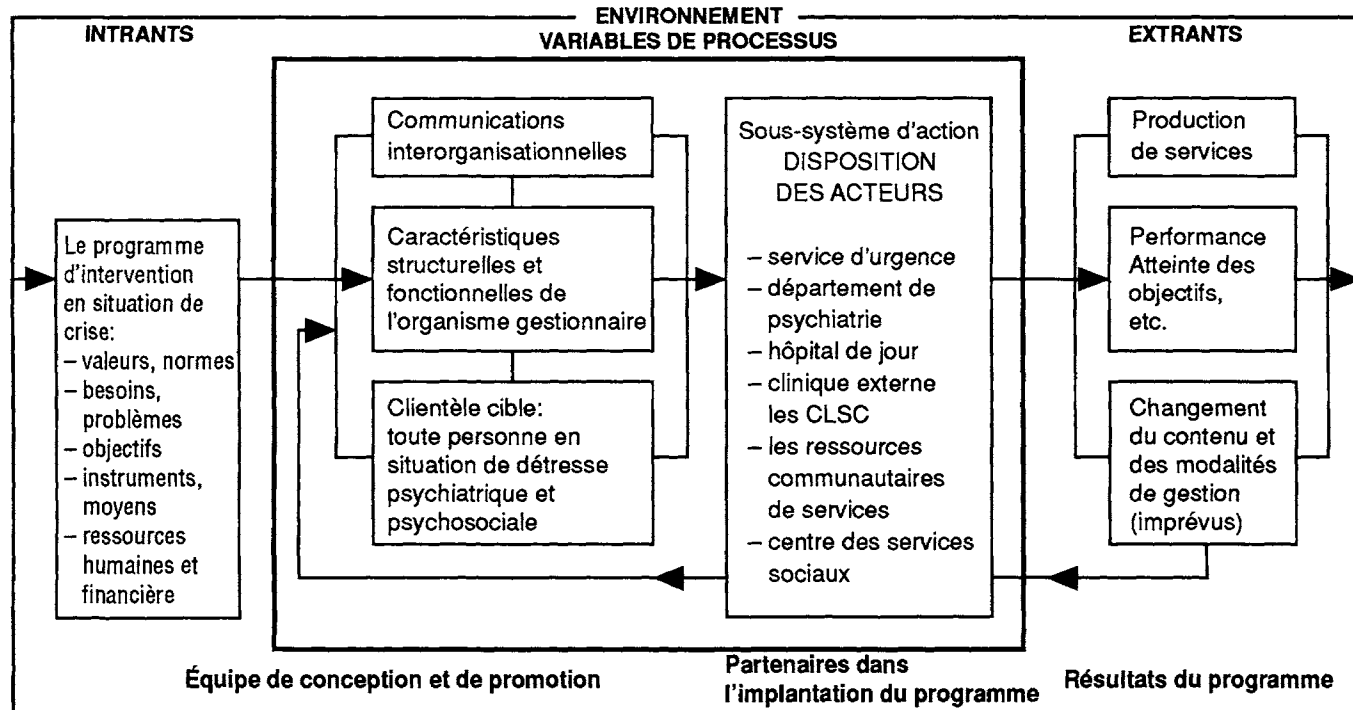 ENVIRONNEMENT
INTRANTS
VARIABLES DE PROCESSUS
EXTRANTS
Le programme
d'intervention
en situation de
crise:
– valeurs, normes
– besoins,
problèmes
– objectifs
– instruments,
moyens
– ressources
humaines et
financière
Communications
interorganisationnelles
Caractéristiques
structurelles et
fonctionnelles de
l'organisme gestionnaire
Clientèle cible:
toute personne en
situation de détresse
psychiatrique et
psychosociale
Sous-système d'action
DISPOSITION
DES ACTEURS
– service d'urgence
– département de
psychiatrie
– hôpital de jour
– clinique externe
les CLSC
– les ressources
communautaires
de services
– centre des services
sociaux
Production
de services
Performance
Atteinte des
objectifs,
etc.
Changement
du contenu et
des modalités
de gestion
(imprévus)
Équipe de conception et de promotion
Partenaires dans
l'implantation du programme
Résultats du programme